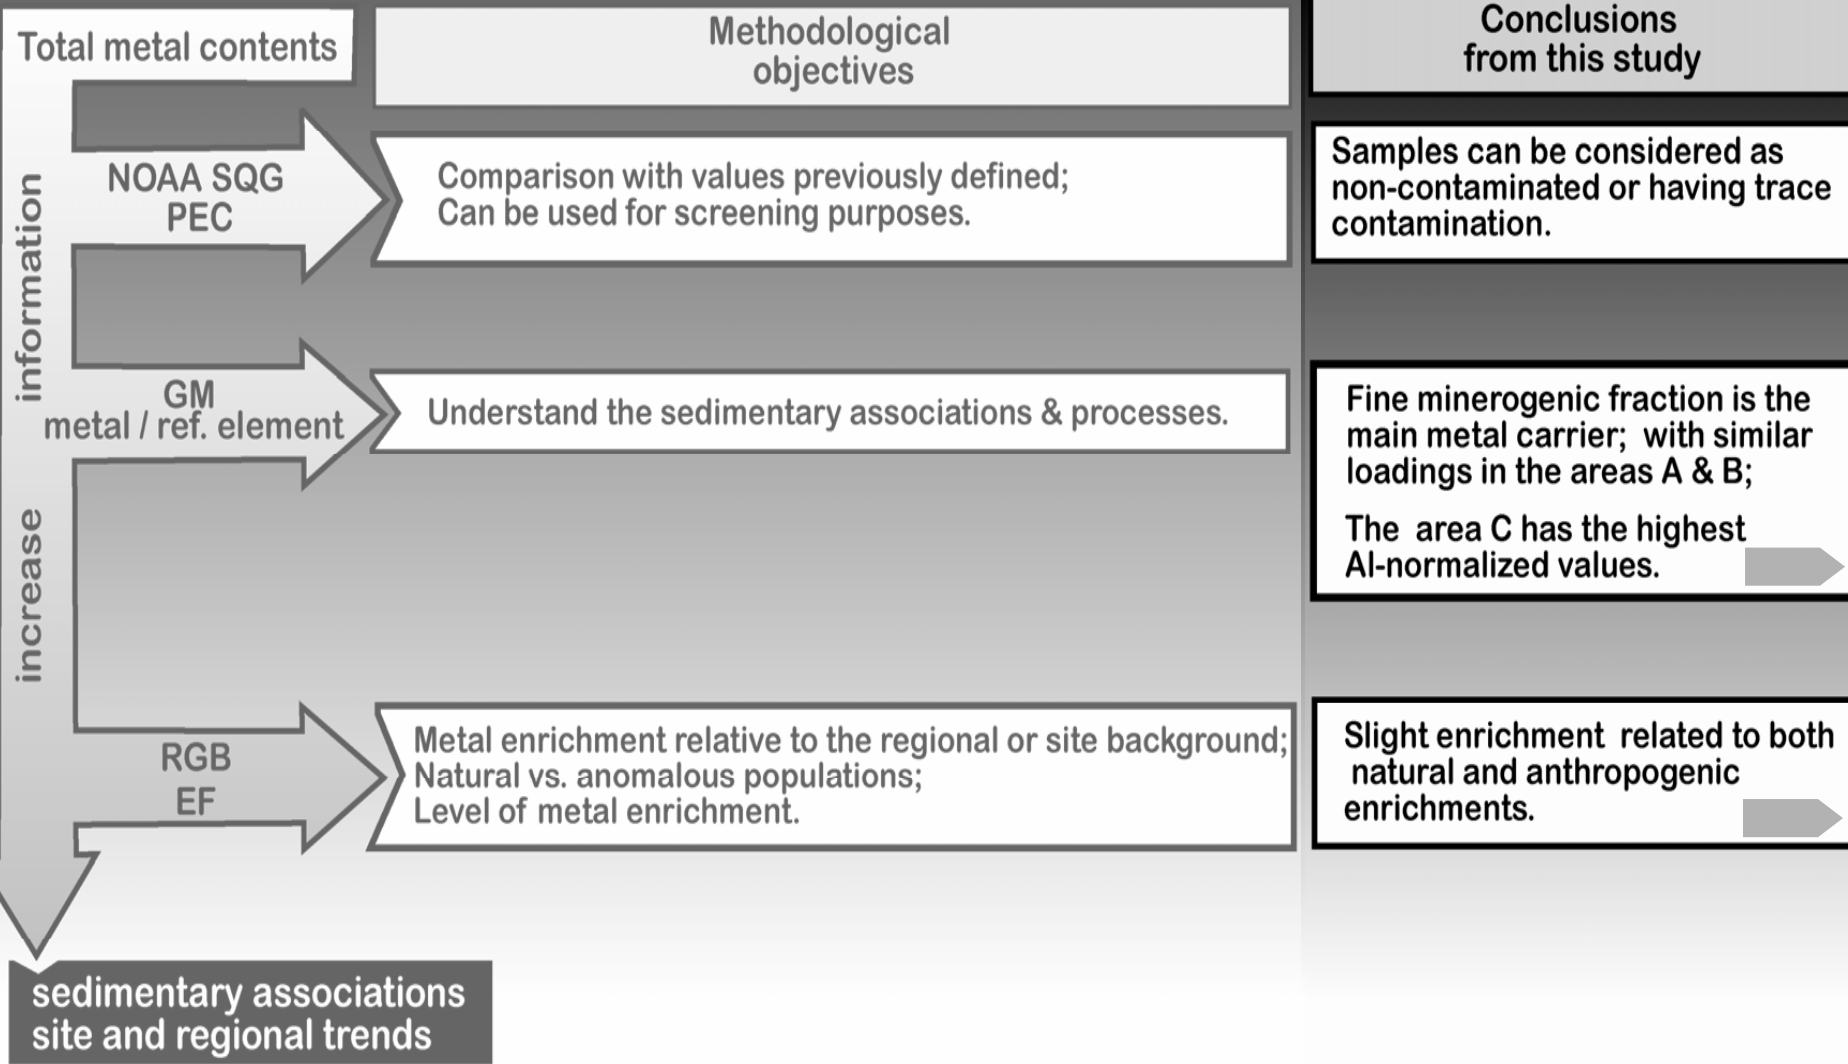 Total metal contents
Methodological
objectives
Conclusions
from this study
information
increase
NOAA SQG
PEC
Comparison with values previously defined;
Can be used for screening purposes.
Samples can be considered as
non-contaminated or having trace
contamination.
GM
metal / ref. element
Understand the sedimentary associations & processes.
Fine minerogenic fraction is the
main metal carrier; with similar
loadings in the areas A & B;
The area C has the highest
Al-normalized values.
RGB
EF
Metal enrichment relative to the regional or site background;
Natural vs. anomalous populations;
Level of metal enrichment.
Slight enrichment related to both
natural and anthropogenic
enrichments.
sedimentary associations
site and regional trends